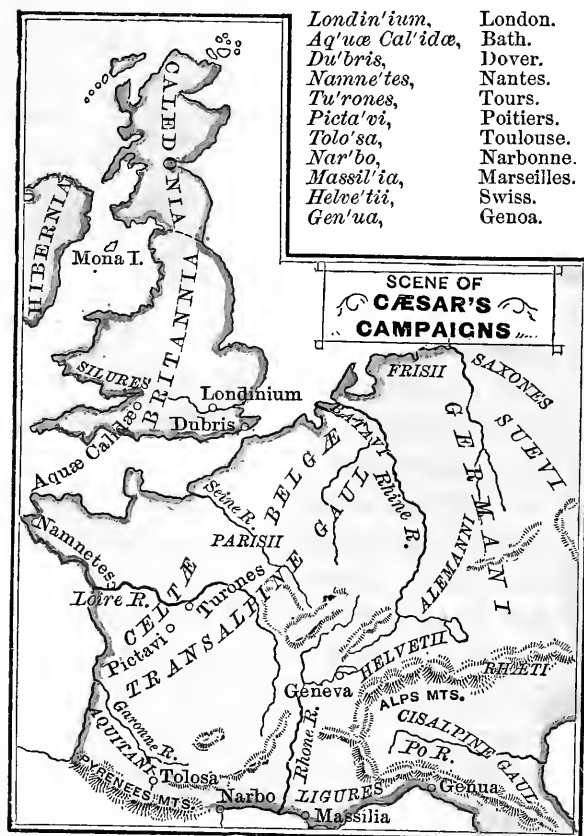 Londin'ium, London.
Aq'uæ Cal'idæ, Bath.
Du'bris, Dover.
Namne'tes, Nantes.
Tu'rones, Tours.
Picta'vi, Poitiers.
Tolo'sa, Toulouse.
Nar'bo, Narbonne.
Massil'ia, Marseilles.
Helve'tii, Swiss.
Gen'ua, Genoa.
SCENE OF
CÆSAR'S
CAMPAIGNS
CALEDONIA
HIBERNIA
Mona I.
BRITANNIA
SILURES
Londinium
Dubris
Aquæ Calidæ
FRISII
SAXONES
SUEVI
GERMANI
BATAVI
BELGÆ
Rhine R.
Seine R.
PARISII
TRANSALPINE GAUL
ALEMANNI
Namnetes
Loire R.
CELTÆ
Turones
Pictavi
HELVETII
RHÆTI
Geneva
ALPS MTS.
CISALPINE GAUL
Po R.
Garonne R.
Rhone R.
AQUITANI
Tolosa
PYRENEES MTS.
Narbo
LIGURES
Massilia
Genua